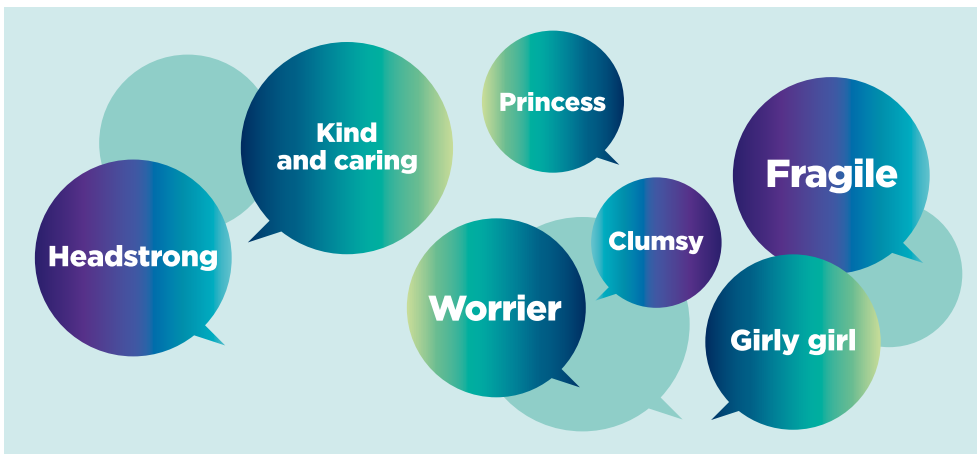 Princess
Kind
and caring
Fragile
Headstrong
Clumsy
Worrier
Girly girl